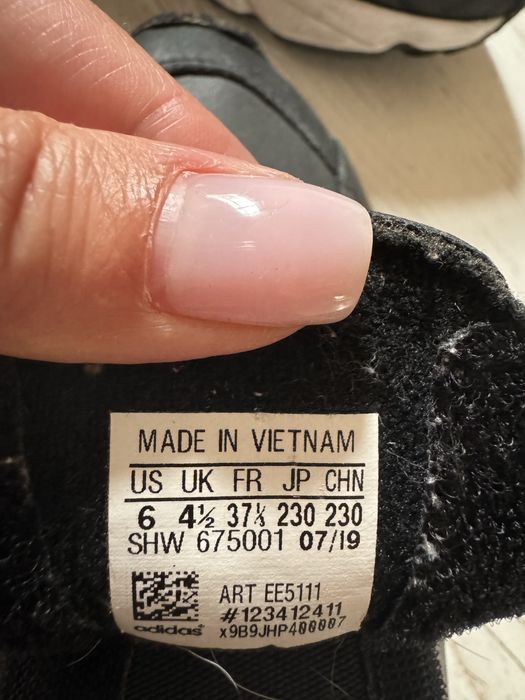 MADE IN VIETNAM
US UK FR JP CHN
6 4½ 37⅓ 230 230
SHW 675001 07/19
ART EE5111
#123412411
adidas x9B9JHP400007